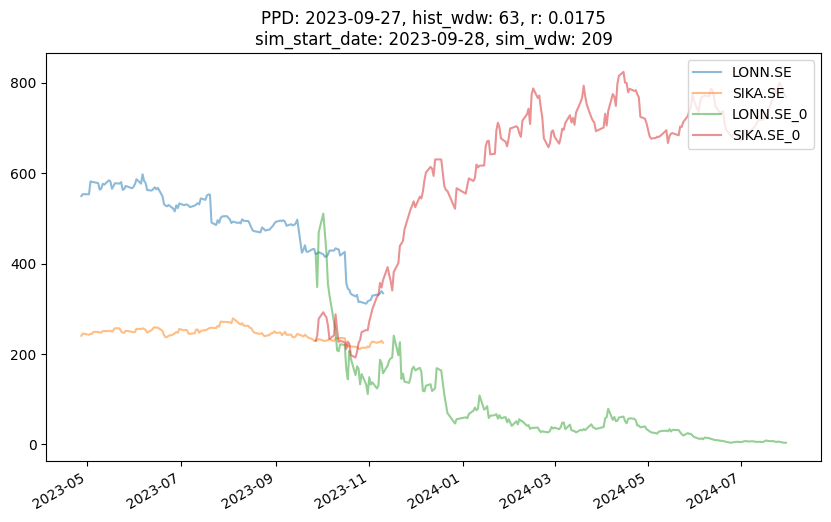 PPD: 2023-09-27, hist_wdw: 63, r: 0.0175
sim_start_date: 2023-09-28, sim_wdw: 209
LONN.SE
SIKA.SE
LONN.SE_0
SIKA.SE_0
800
600
400
200
0
2023-05
2023-07
2023-09
2023-11
2024-01
2024-03
2024-05
2024-07